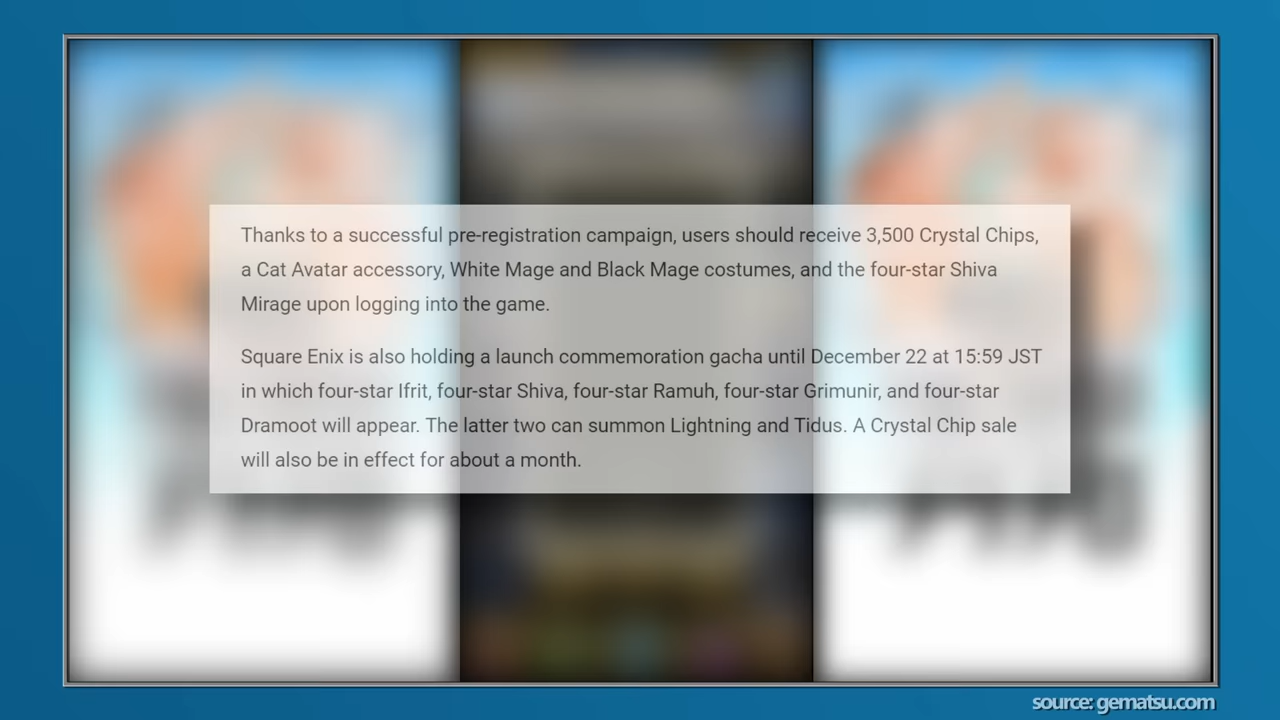 Thanks to a successful pre-registration campaign, users should receive 3,500 Crystal Chips,
a Cat Avatar accessory, White Mage and Black Mage costumes, and the four-star Shiva
Mirage upon logging into the game.
Square Enix is also holding a launch commemoration gacha until December 22 at 15:59 JST
in which four-star Ifrit, four-star Shiva, four-star Ramuh, four-star Grimunir, and four-star
Dramoot will appear. The latter two can summon Lightning and Tidus. A Crystal Chip sale
will also be in effect for about a month.
source: gematsu.com